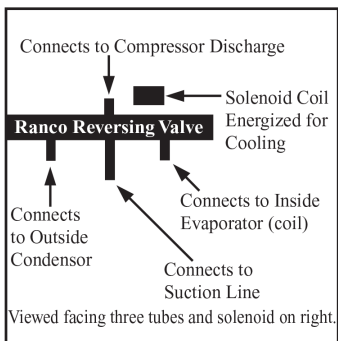 Connects to Compressor Discharge
Solenoid Coil
Energized for
Cooling
Ranco Reversing Valve
Connects
to Outside
Condensor
Connects to Inside
Evaporator (coil)
Connects to
Suction Line
Viewed facing three tubes and solenoid on right.